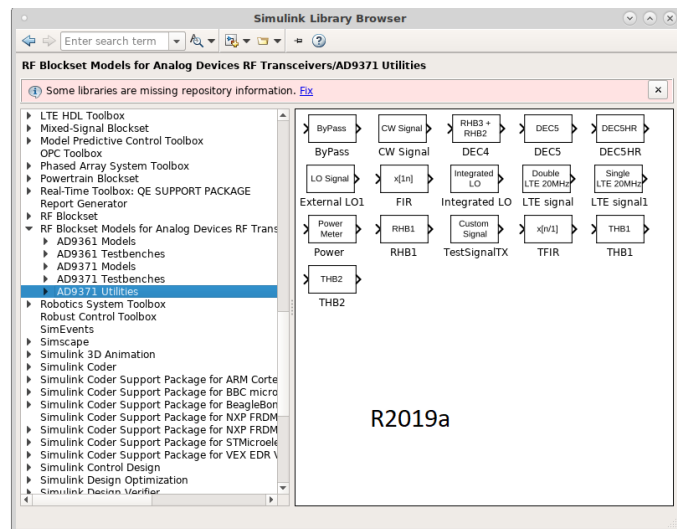 Simulink Library Browser
Enter search term
RF Blockset Models for Analog Devices RF Transceivers/AD9371 Utilities
Some libraries are missing repository information. Fix
LTE HDL Toolbox
Mixed-Signal Blockset
Model Predictive Control Toolbox
OPC Toolbox
Phased Array System Toolbox
Powertrain Blockset
Real-Time Toolbox: QE SUPPORT PACKAGE
Report Generator
RF Blockset
RF Blockset Models for Analog Devices RF Trans
AD9361 Models
AD9361 Testbenches
AD9371 Models
AD9371 Testbenches
AD9371 Utilities
Robotics System Toolbox
Robust Control Toolbox
SimEvents
Simscape
Simulink 3D Animation
Simulink Coder
Simulink Coder Support Package for ARM Corte
Simulink Coder Support Package for BBC micro
Simulink Coder Support Package for BeagleBon
Simulink Coder Support Package for NXP FRDM
Simulink Coder Support Package for NXP FRDM
Simulink Coder Support Package for STMicroele
Simulink Coder Support Package for VEX EDR V
Simulink Control Design
Simulink Design Optimization
Simulink Design Verifier
ByPass CW Signal RHB3 + RHB2 DEC5 DEC5HR
ByPass CW Signal DEC4 DEC5 DEC5HR
LO Signal x[1n] Integrated LO Double LTE 20MHz Single LTE 20MHz
External LO1 FIR Integrated LO LTE signal LTE signal1
Power Meter RHB1 Custom Signal x[n/1] THB1
Power RHB1 TestSignalTX TFIR THB1
THB2
THB2
R2019a